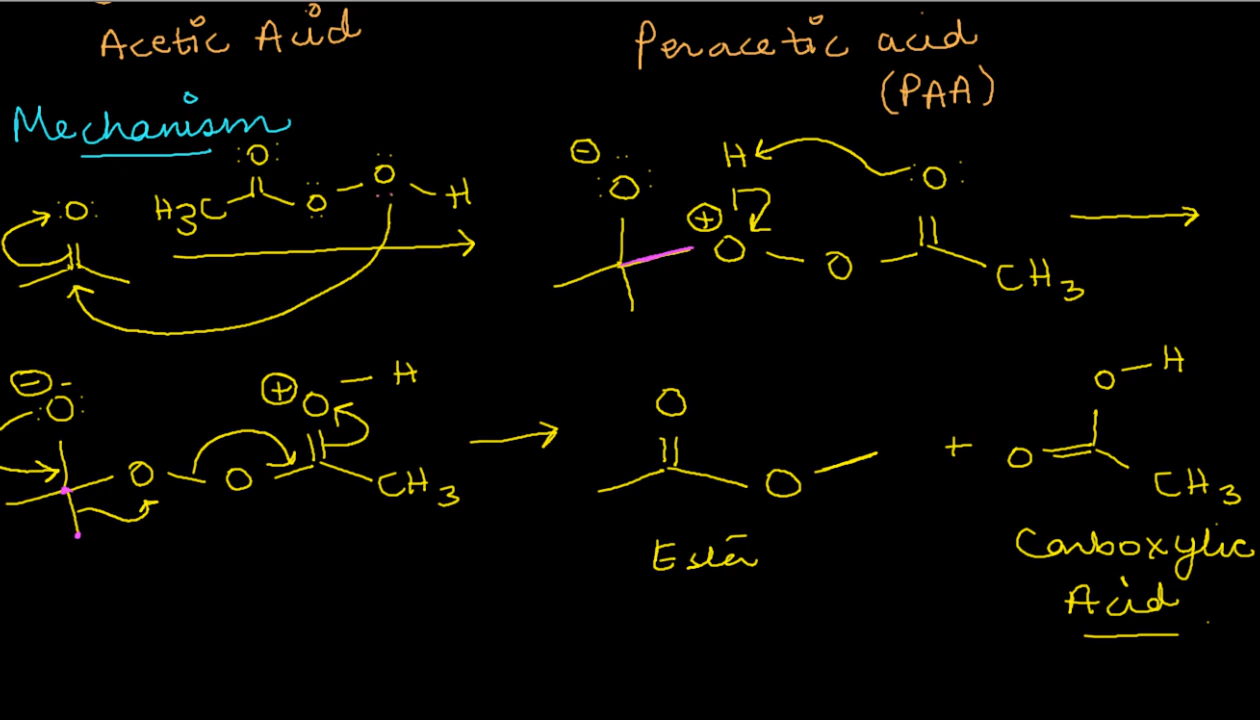 Acetic Acid
Peracetic acid
(PAA)
Mechanism
O
H3C O O H
⊖ O H
⊕ O O O
CH3
⊖ O
O O
⊕ O H
CH3
O
O
+
O H
O
CH3
Ester
Carboxylic
Acid